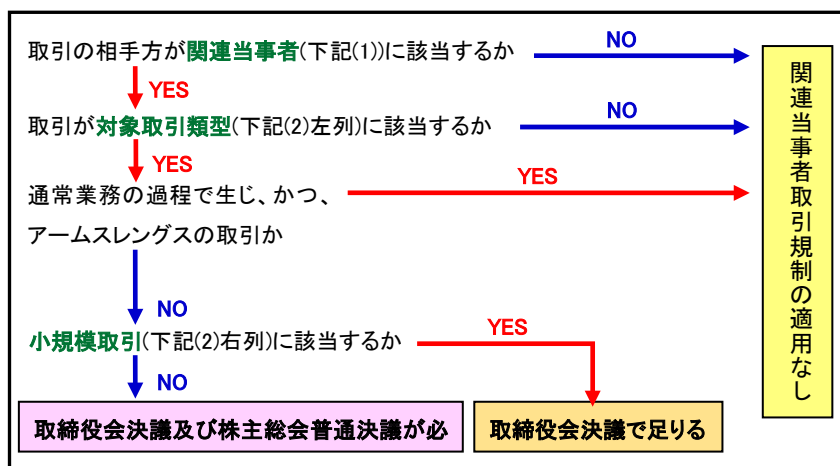 取引の相手方が関連当事者(下記(1))に該当するか
NO
YES
取引が対象取引類型(下記(2)左列)に該当するか
NO
YES
通常業務の過程で生じ、かつ、
アームスレングスの取引か
YES
NO
小規模取引(下記(2)右列)に該当するか
YES
NO
取締役会決議及び株主総会普通決議が必
取締役会決議で足りる
関連当事者取引規制の適用なし